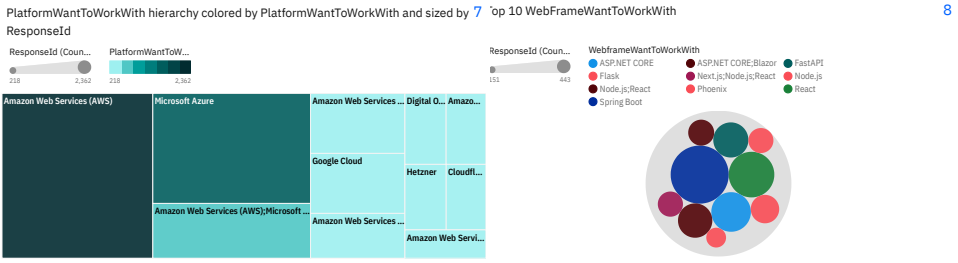 PlatformWantToWorkWith hierarchy colored by PlatformWantToWorkWith and sized by
ResponseId
7
ResponseId (Coun...
218 2,362
PlatformWantToW...
218 2,362
Amazon Web Services (AWS)
Microsoft Azure
Amazon Web Services (AWS);Microsoft ...
Amazon Web Services ...
Google Cloud
Amazon Web Services ...
Digital O...
Amazo...
Hetzner
Cloudfl...
Amazon Web Servi...
op 10 WebFrameWantToWorkWith
8
ResponseId (Coun...
151 443
WebframeWantToWorkWith
ASP.NET CORE
ASP.NET CORE;Blazor
FastAPI
Flask
Next.js;Node.js;React
Node.js
Node.js;React
Phoenix
React
Spring Boot